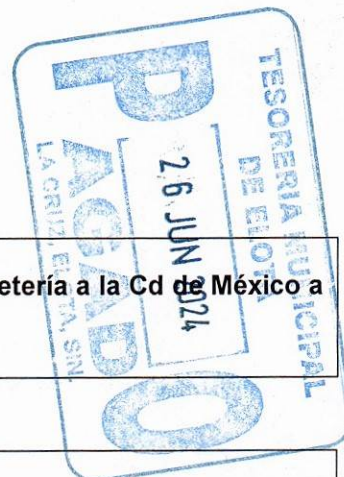 TESORERIA MUNICIPAL
DE ELOTA
26 JUN 2024
PAGADO
LA CRUZ, ELOTA, SIN.
etería a la Cd de México a